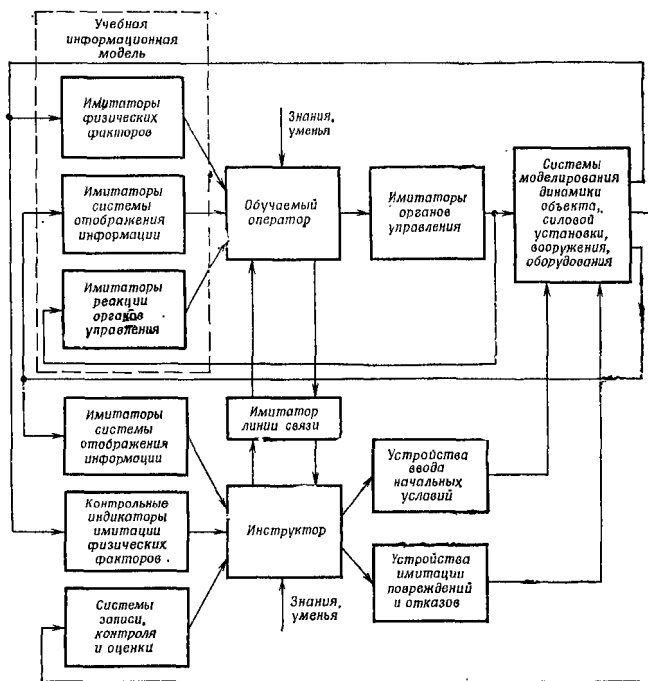 Учебная
информационная
модель
Имитаторы
физических
факторов
Знания,
уменья
Имитаторы
системы
отображения
информации
Обучаемый
оператор
Имитаторы
органов
управления
Системы
моделирования
диномики
объекта,
силовой
установки,
вооружения,
оборудования
Имитаторы
реакции
органов
управления
Имитаторы
системы
отображения
информации
Имитатор
линии связи
Устройства
ввода
начальных
условий
Контрольные
индикаторы
имитации
физических
факторов
Инструктор
Устройства
имитации
повреждений
и отказов
Системы
записи,
контроля
и оценки
Знания,
уменья